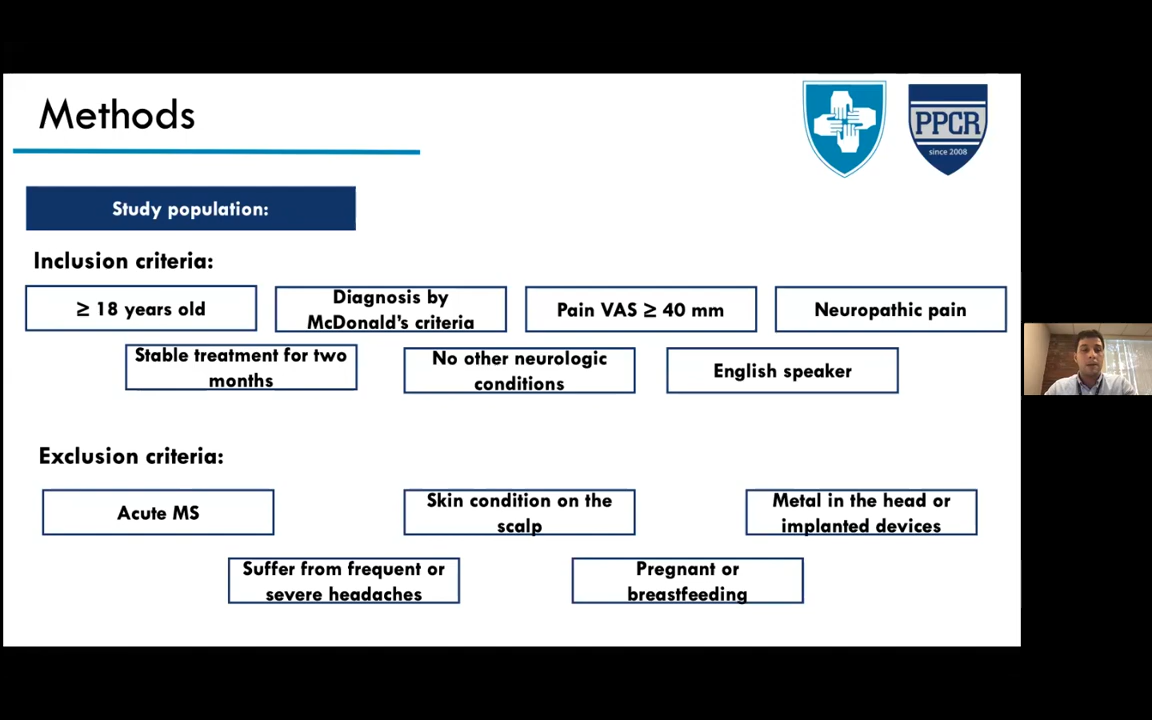 Methods
PPCR
since 2008
Study population:
Inclusion criteria:
≥ 18 years old
Diagnosis by
McDonald's criteria
Pain VAS ≥ 40 mm
Neuropathic pain
Stable treatment for two
months
No other neurologic
conditions
English speaker
Exclusion criteria:
Acute MS
Skin condition on the
scalp
Metal in the head or
implanted devices
Suffer from frequent or
severe headaches
Pregnant or
breastfeeding